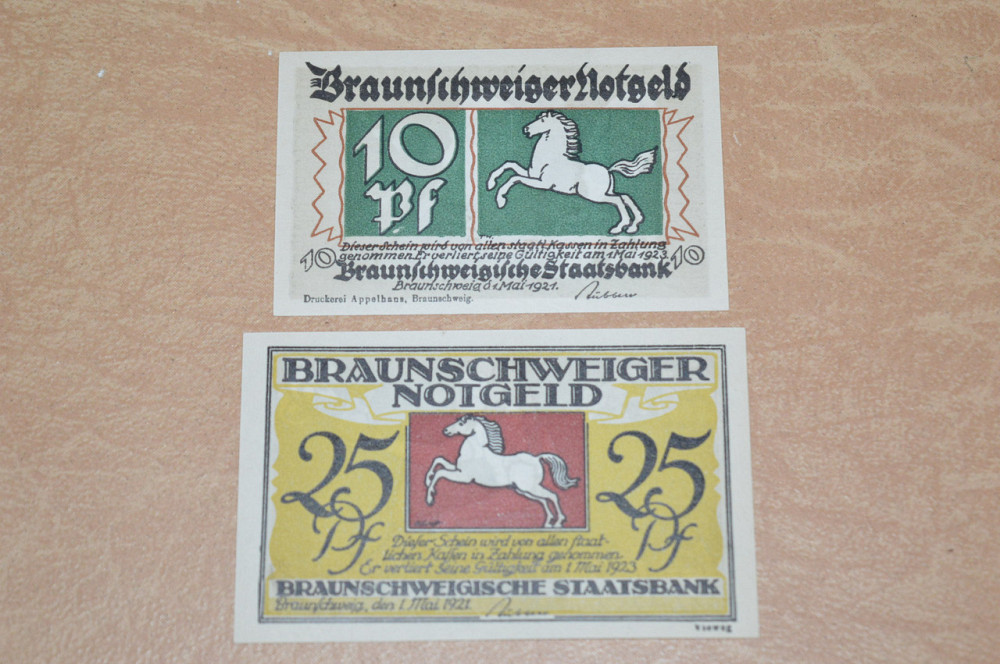 Braunschweiger Notgeld
10
Pf
Dieser Schein wird von allen staatl. Kassen in Zahlung
genommen. Er verliert seine Gültigkeit am 1. Mai 1923.
10 Braunschweigische Staatsbank 10
Braunschweig d. 1. Mai 1921.
Druckerei Appelhans, Braunschweig.
BRAUNSCHWEIGER
NOTGELD
25 Pf
25 Pf
Dieser Schein wird von allen staat-
lichen Kassen in Zahlung genommen.
Er verliert seine Gültigkeit am 1. Mai 1923
BRAUNSCHWEIGISCHE STAATSBANK
Braunschweig, den 1. Mai 1921.
Vieweg